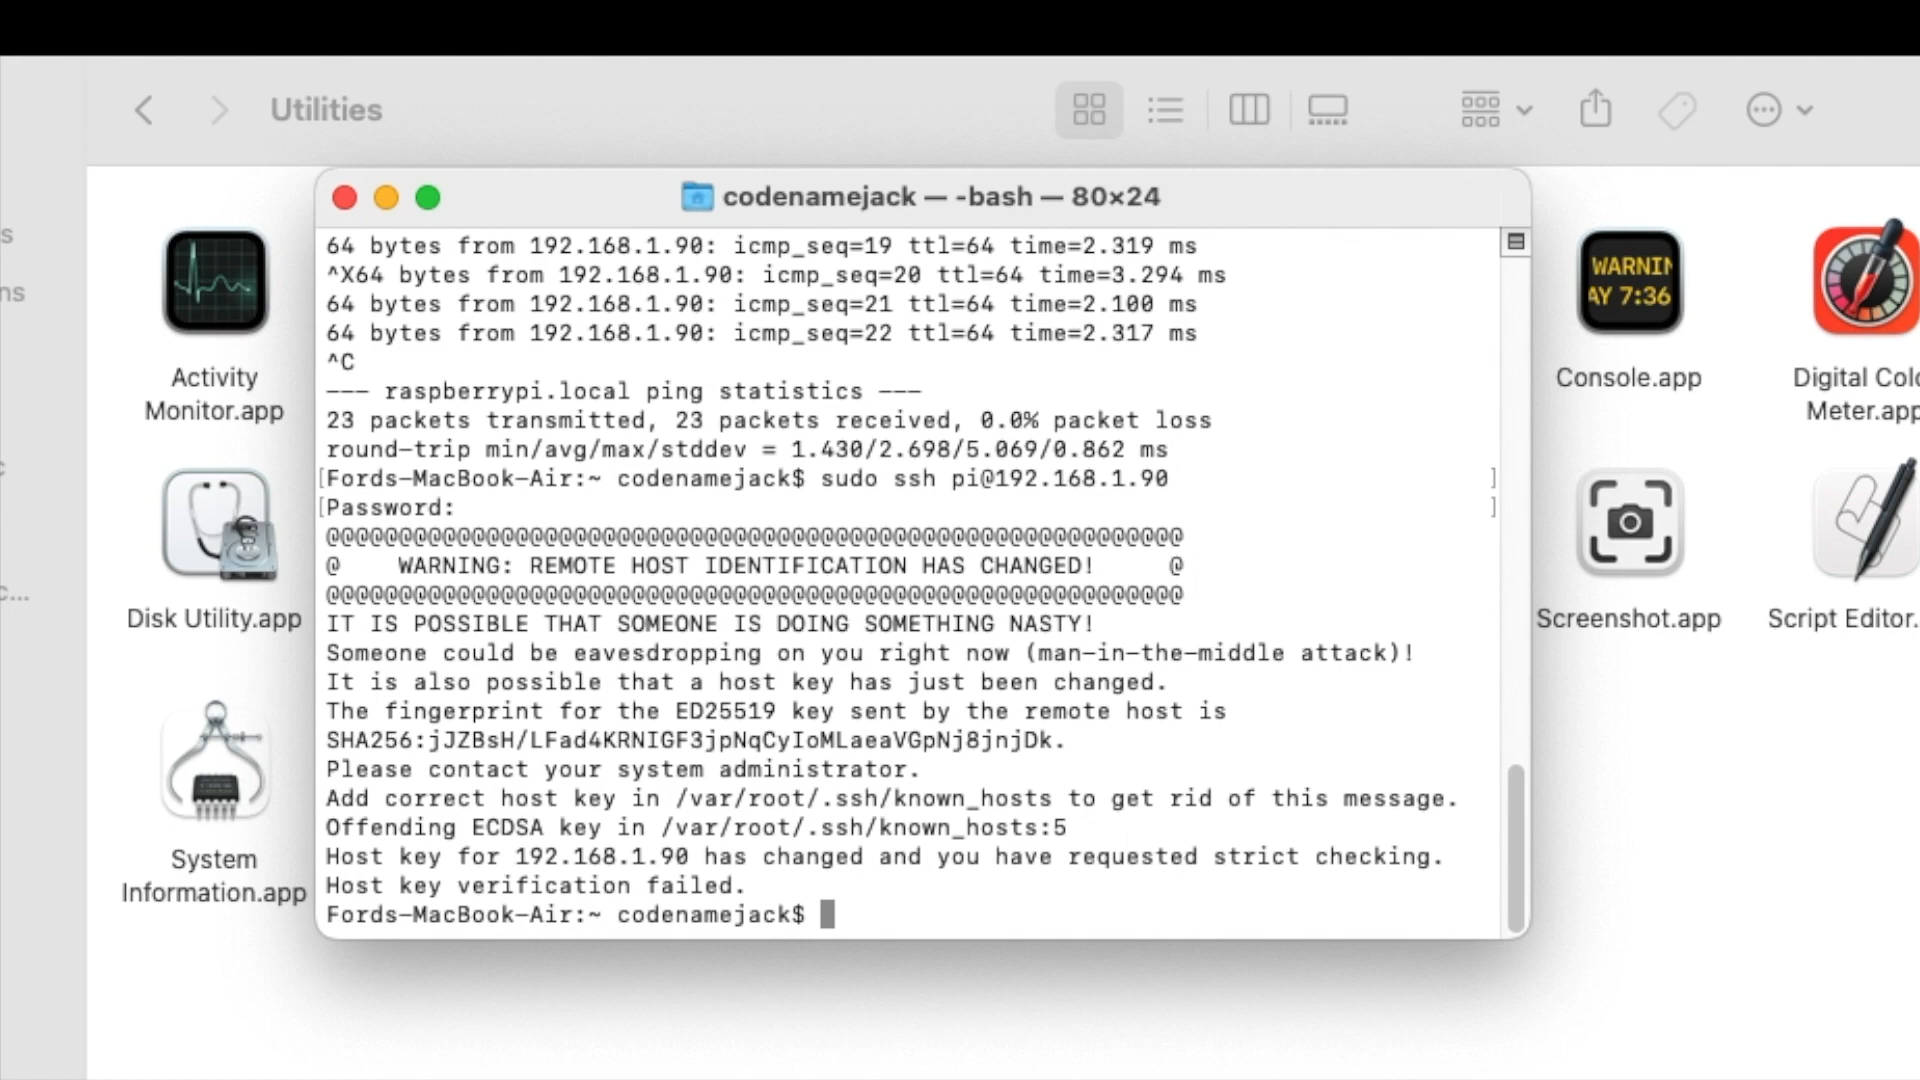 Utilities
codenamejack — -bash — 80×24
64 bytes from 192.168.1.90: icmp_seq=19 ttl=64 time=2.319 ms
^X64 bytes from 192.168.1.90: icmp_seq=20 ttl=64 time=3.294 ms
64 bytes from 192.168.1.90: icmp_seq=21 ttl=64 time=2.100 ms
64 bytes from 192.168.1.90: icmp_seq=22 ttl=64 time=2.317 ms
^C
--- raspberrypi.local ping statistics ---
23 packets transmitted, 23 packets received, 0.0% packet loss
round-trip min/avg/max/stddev = 1.430/2.698/5.069/0.862 ms
[Fords-MacBook-Air:~ codenamejack$ sudo ssh pi@192.168.1.90 ]
[Password: ]
@@@@@@@@@@@@@@@@@@@@@@@@@@@@@@@@@@@@@@@@@@@@@@@@@@@@@@@@@@@
@    WARNING: REMOTE HOST IDENTIFICATION HAS CHANGED!     @
@@@@@@@@@@@@@@@@@@@@@@@@@@@@@@@@@@@@@@@@@@@@@@@@@@@@@@@@@@@
IT IS POSSIBLE THAT SOMEONE IS DOING SOMETHING NASTY!
Someone could be eavesdropping on you right now (man-in-the-middle attack)!
It is also possible that a host key has just been changed.
The fingerprint for the ED25519 key sent by the remote host is
SHA256:jJZBsH/LFad4KRNIGF3jpNqCyIoMLaeaVGpNj8jnjDk.
Please contact your system administrator.
Add correct host key in /var/root/.ssh/known_hosts to get rid of this message.
Offending ECDSA key in /var/root/.ssh/known_hosts:5
Host key for 192.168.1.90 has changed and you have requested strict checking.
Host key verification failed.
Fords-MacBook-Air:~ codenamejack$
Activity
Monitor.app
Disk Utility.app
System
Information.app
WARNIN
AY 7:36
Console.app
Digital Colo
Meter.app
Screenshot.app
Script Editor.
s
ns
c
c...